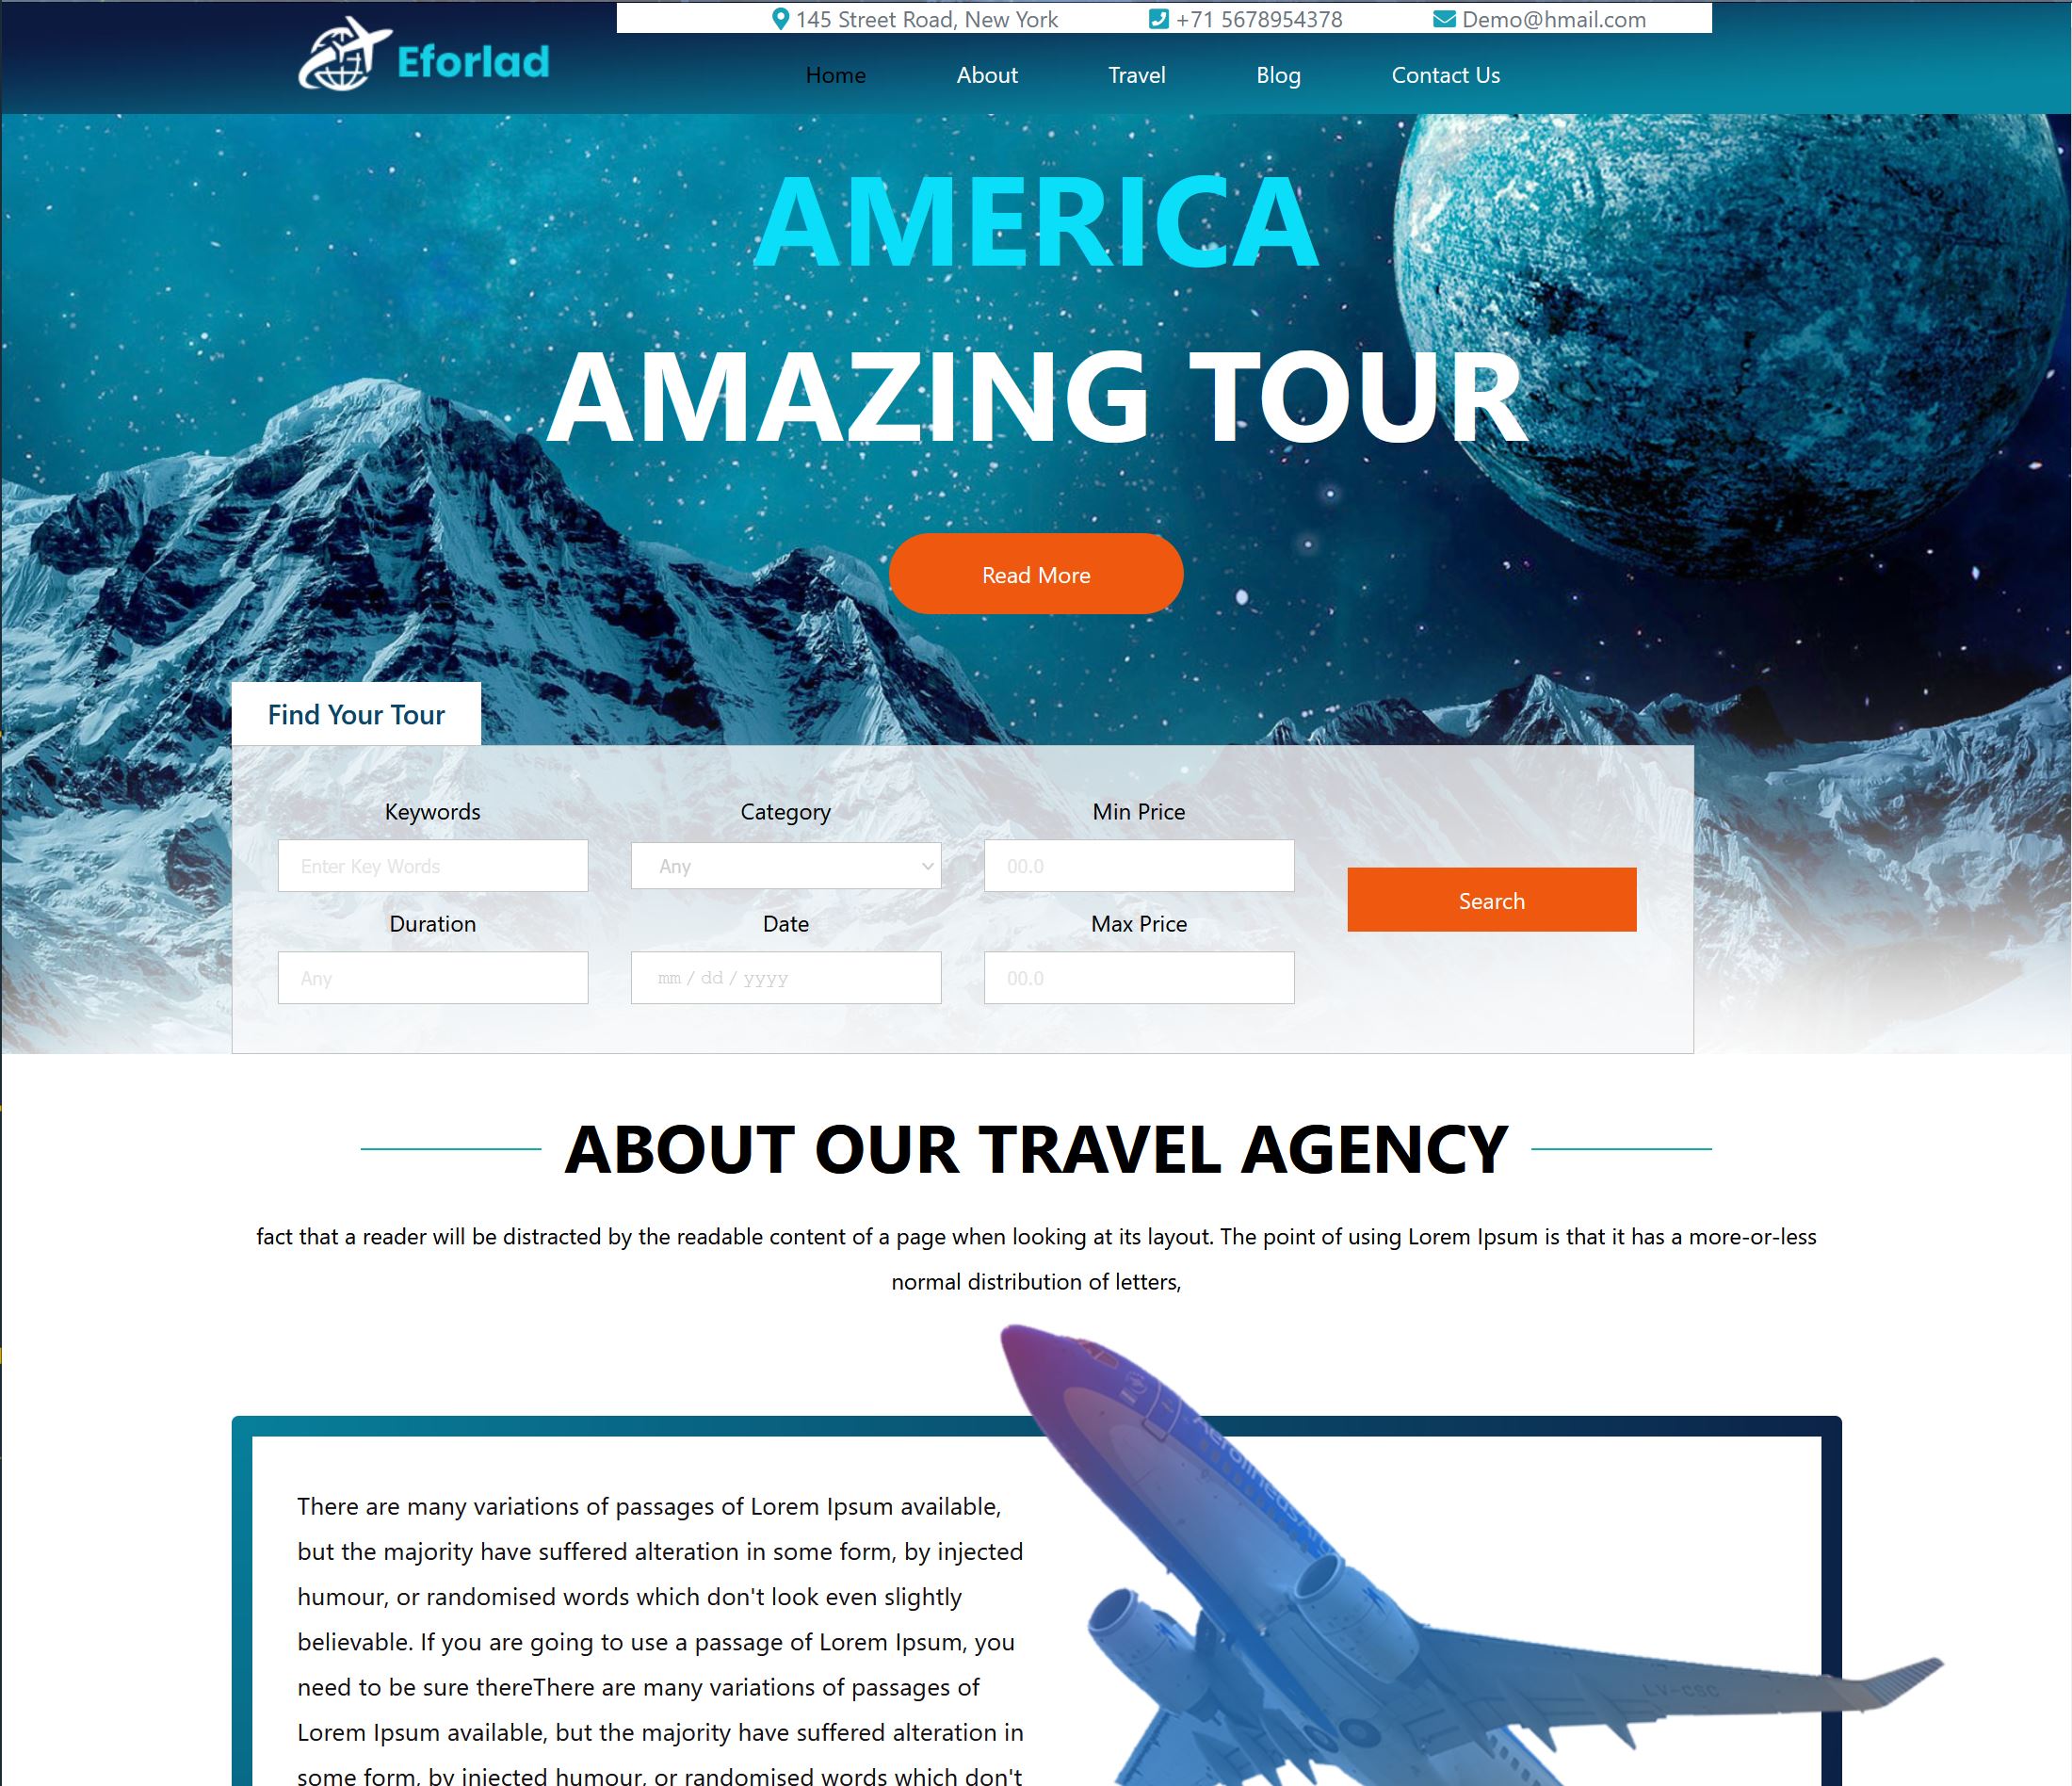 145 Street Road, New York
+71 5678954378
Demo@hmail.com
Eforlad
Home
About
Travel
Blog
Contact Us
AMERICA
AMAZING TOUR
Read More
Find Your Tour
Keywords
Category
Min Price
Enter Key Words
Any
00.0
Search
Duration
Date
Max Price
Any
mm / dd / yyyy
00.0
ABOUT OUR TRAVEL AGENCY
fact that a reader will be distracted by the readable content of a page when looking at its layout. The point of using Lorem Ipsum is that it has a more-or-less
normal distribution of letters,
There are many variations of passages of Lorem Ipsum available,
but the majority have suffered alteration in some form, by injected
humour, or randomised words which don't look even slightly
believable. If you are going to use a passage of Lorem Ipsum, you
need to be sure thereThere are many variations of passages of
Lorem Ipsum available, but the majority have suffered alteration in
some form, by injected humour, or randomised words which don't
LV-CSC